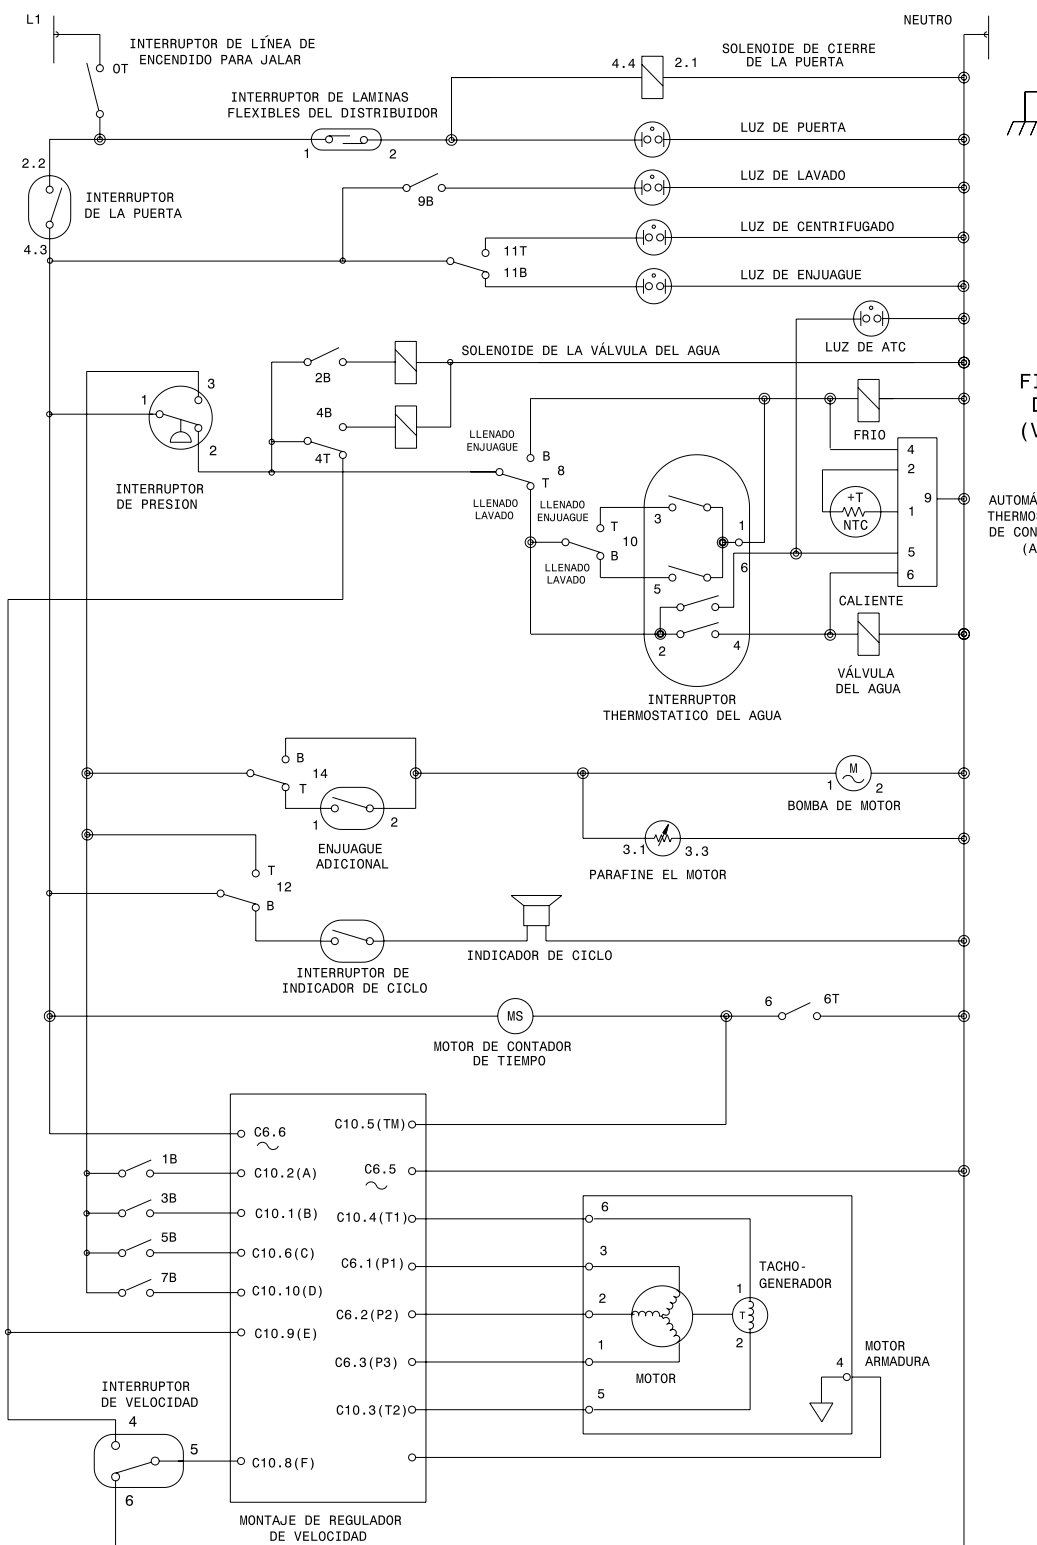 L1
NEUTRO
INTERRUPTOR DE LÍNEA DE
ENCENDIDO PARA JALAR
0T
SOLENOIDE DE CIERRE
DE LA PUERTA
4.4
2.1
INTERRUPTOR DE LAMINAS
FLEXIBLES DEL DISTRIBUIDOR
1
2
LUZ DE PUERTA
2.2
INTERRUPTOR
DE LA PUERTA
4.3
9B
LUZ DE LAVADO
LUZ DE CENTRIFUGADO
11T
11B
LUZ DE ENJUAGUE
LUZ DE ATC
SOLENOIDE DE LA VÁLVULA DEL AGUA
2B
4B
4T
3
1
2
INTERRUPTOR
DE PRESION
FRIO
LLENADO
ENJUAGUE
B
8
T
LLENADO
LAVADO
LLENADO
ENJUAGUE
T
10
B
LLENADO
LAVADO
3
1
5
6
2
4
INTERRUPTOR
THERMOSTATICO DEL AGUA
4
2
9
1
5
6
+T
NTC
FI
D
(V
AUTOMÁ
THERMOS
DE CON
(A
CALIENTE
VÁLVULA
DEL AGUA
B
14
T
1
2
ENJUAGUE
ADICIONAL
M
1
2
BOMBA DE MOTOR
3.1
3.3
PARAFINE EL MOTOR
T
12
B
INTERRUPTOR DE
INDICADOR DE CICLO
INDICADOR DE CICLO
MS
MOTOR DE CONTADOR
DE TIEMPO
6
6T
C6.6
C10.5(TM)
1B
C10.2(A)
C6.5
3B
C10.1(B)
C10.4(T1)
6
5B
C10.6(C)
C6.1(P1)
3
TACHO-
GENERADOR
7B
C10.10(D)
C6.2(P2)
2
1
T
2
C10.9(E)
C6.3(P3)
1
MOTOR
MOTOR
ARMADURA
4
C10.3(T2)
5
INTERRUPTOR
DE VELOCIDAD
4
5
6
C10.8(F)
MONTAJE DE REGULADOR
DE VELOCIDAD